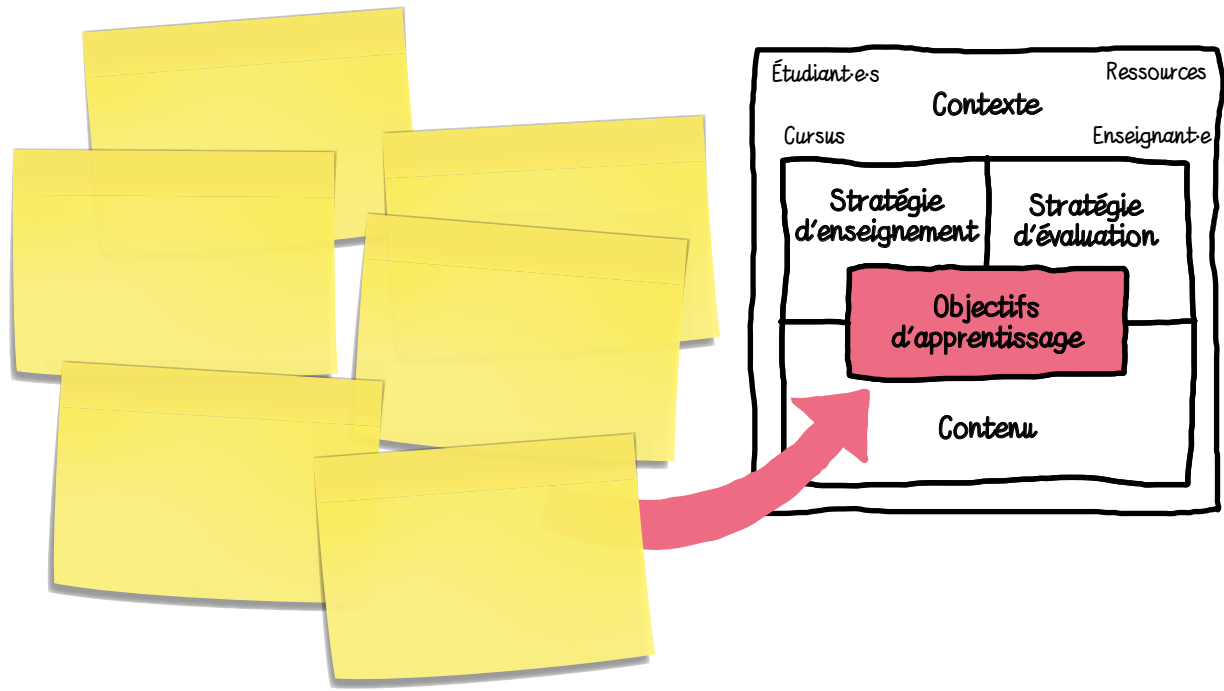 Étudiant·e·s
Ressources
Contexte
Cursus
Enseignant·e
Stratégie
d'enseignement
Stratégie
d'évaluation
Objectifs
d'apprentissage
Contenu